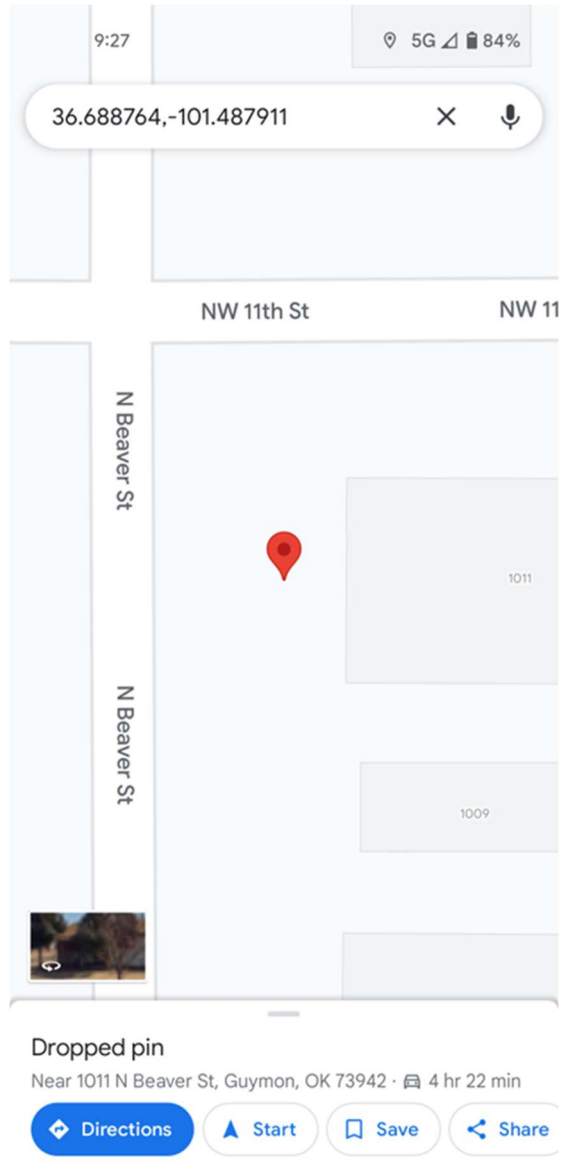 9:27 5G 84%
36.688764,-101.487911
NW 11th St NW 11
N Beaver St
1011
N Beaver St
1009
Dropped pin
Near 1011 N Beaver St, Guymon, OK 73942 · 4 hr 22 min
Directions Start Save Share